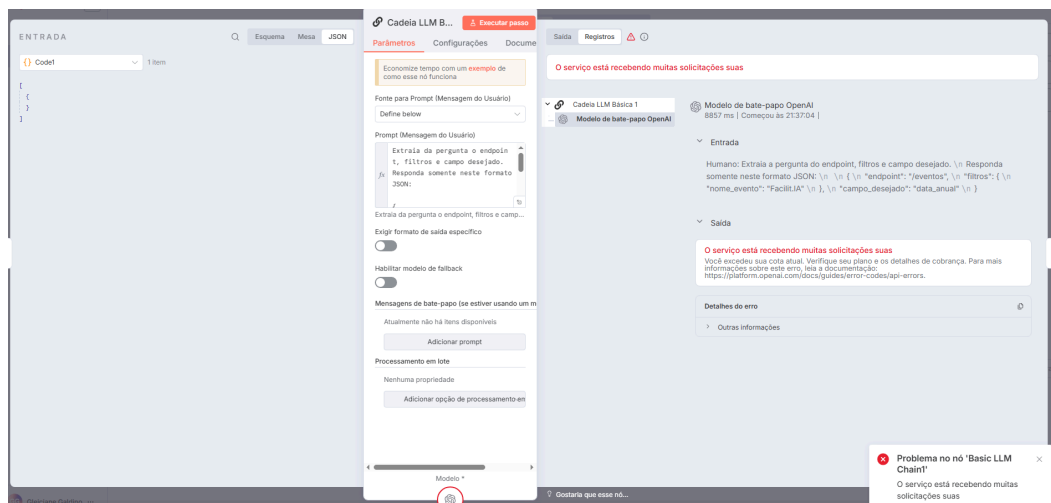 ENTRADA
Esquema
Mesa
JSON
{} Code1
1 item
[
{
}
]
Cadeia LLM B...
Executar passo
Parâmetros
Configurações
Docume
Economize tempo com um exemplo de
como esse nó funciona
Fonte para Prompt (Mensagem do Usuário)
Define below
Prompt (Mensagem do Usuário)
fx
Extraia da pergunta o endpoin
t, filtros e campo desejado.
Responda somente neste formato
JSON:
Extraia da pergunta o endpoint, filtros e camp...
Exigir formato de saída específico
Habilitar modelo de fallback
Mensagens de bate-papo (se estiver usando um m
Atualmente não há itens disponíveis
Adicionar prompt
Processamento em lote
Nenhuma propriedade
Adicionar opção de processamento em
Modelo *
Saída
Registros
O serviço está recebendo muitas solicitações suas
Cadeia LLM Básica 1
Modelo de bate-papo OpenAI
Modelo de bate-papo OpenAI
8857 ms | Começou às 21:37:04 |
Entrada
Humano: Extraia a pergunta do endpoint, filtros e campo desejado. \n Responda
somente neste formato JSON: \n \n { \n "endpoint": "/eventos", \n "filtros": { \n
"nome_evento": "Facilit.IA" \n }, \n "campo_desejado": "data_anual" \n }
Saída
O serviço está recebendo muitas solicitações suas
Você excedeu sua cota atual. Verifique seu plano e os detalhes de cobrança. Para mais
informações sobre este erro, leia a documentação:
https://platform.openai.com/docs/guides/error-codes/api-errors.
Detalhes do erro
Outras informações
Gostaria que esse nó...
Problema no nó 'Basic LLM
Chain1'
O serviço está recebendo muitas
solicitações suas